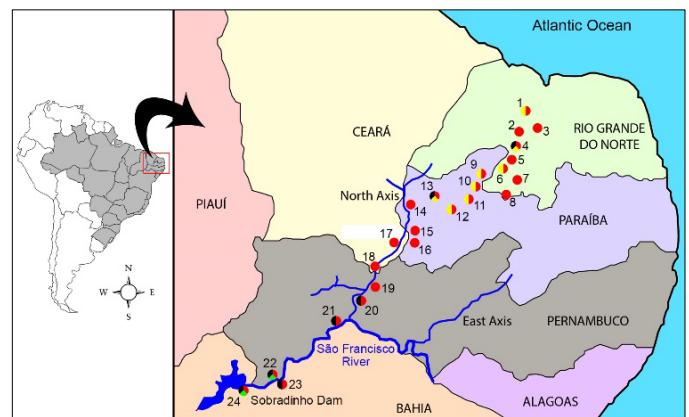 Atlantic Ocean
1
CEARÁ
2
3
RIO GRANDE
DO NORTE
4
5
9
6
7
North Axis
13
10
8
PIAUÍ
14
11
12
PARAÍBA
N
W
E
S
17
15
16
18
19
20
21
East Axis
PERNAMBUCO
São Francisco
River
22
23
24
Sobradinho Dam
BAHIA
ALAGOAS